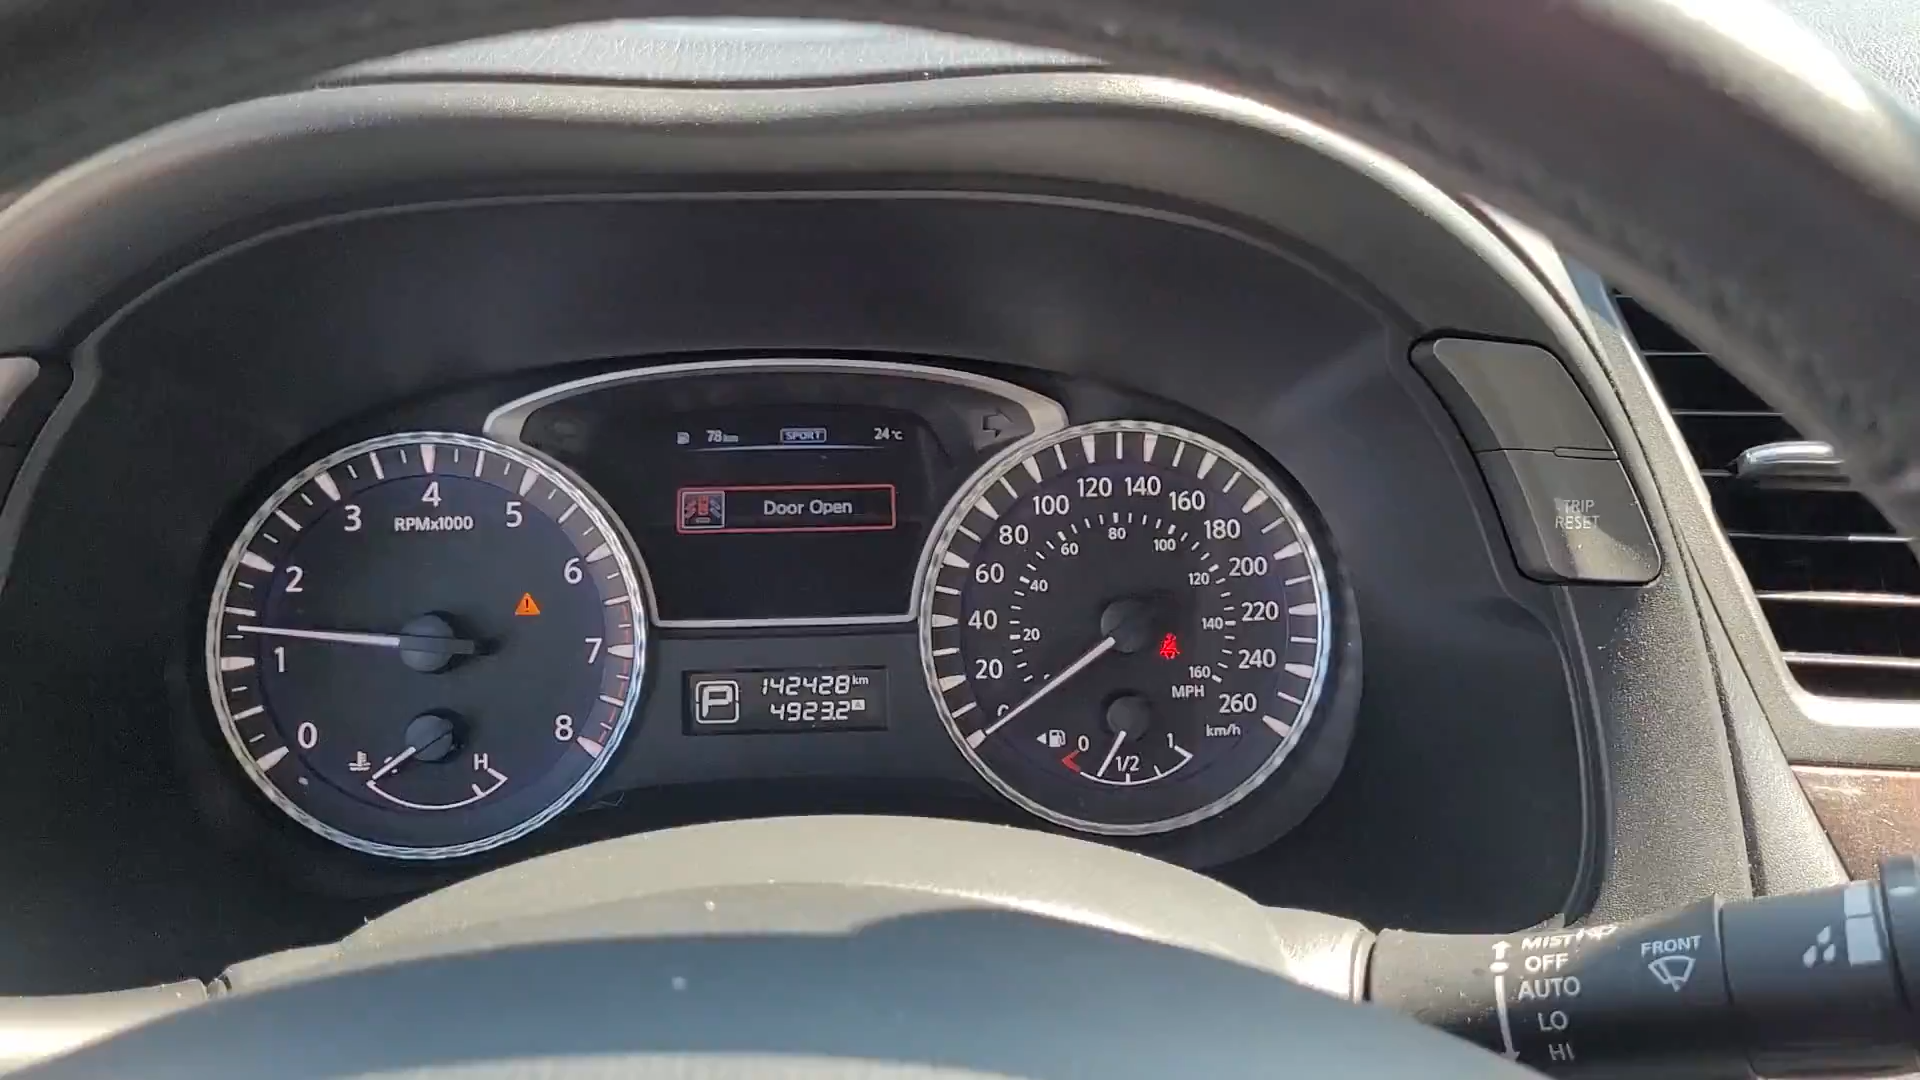 78 km SPORT 24°C
Door Open
0 1 2 3 4 5 6 7 8
RPMx1000
H
P
142428 km
4923.2 A
20 40 60 80 100 120 140 160 180 200 220 240 260
km/h
20 40 60 80 100 120 140 160
MPH
0 1/2 1
TRIP
RESET
MIST
OFF
AUTO
LO
HI
FRONT